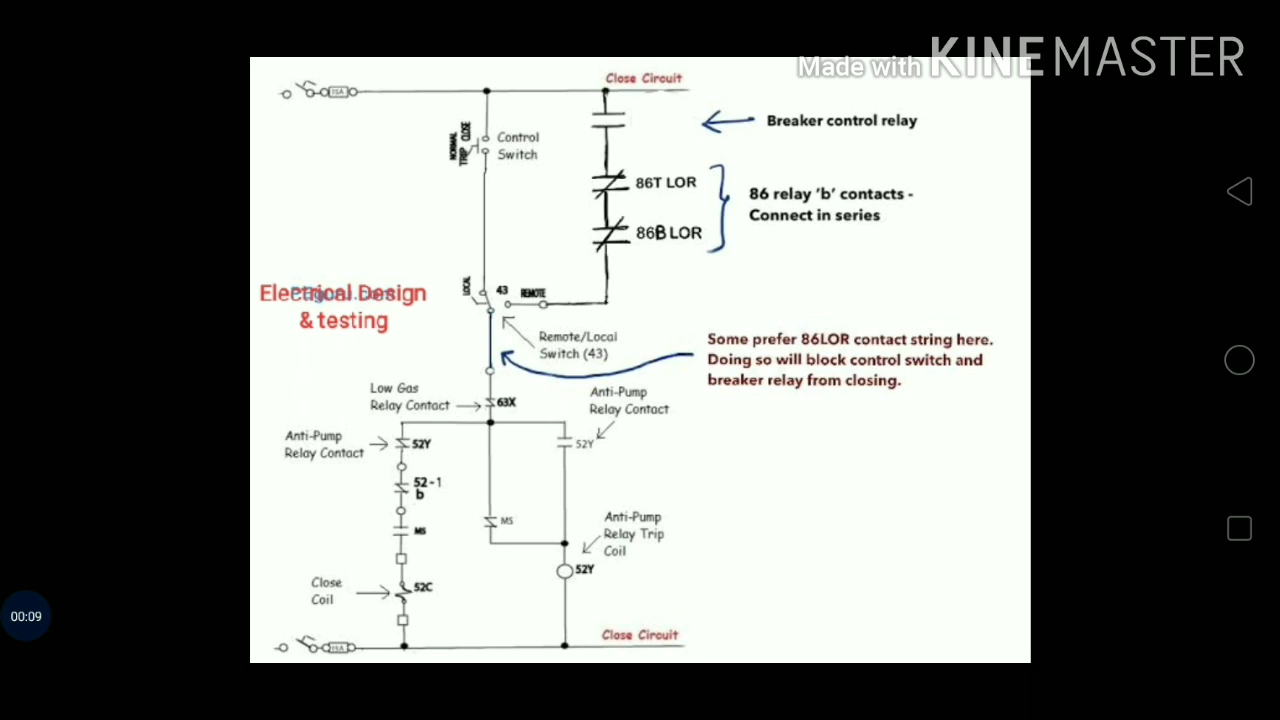 Made with KINEMASTER
Close Circuit
15A
Breaker control relay
NORMAL
TRIP CLOSE
Control
Switch
86T LOR
86 relay ‘b’ contacts -
Connect in series
86B LOR
LOCAL
43
REMOTE
Electrical Design
& testing
Remote/Local
Switch (43)
Some prefer 86LOR contact string here.
Doing so will block control switch and
breaker relay from closing.
Low Gas
Relay Contact
63X
Anti-Pump
Relay Contact
Anti-Pump
Relay Contact
52Y
52Y
52-1
b
MS
MS
Anti-Pump
Relay Trip
Coil
52Y
Close
Coil
52C
00:09
Close Circuit
15A